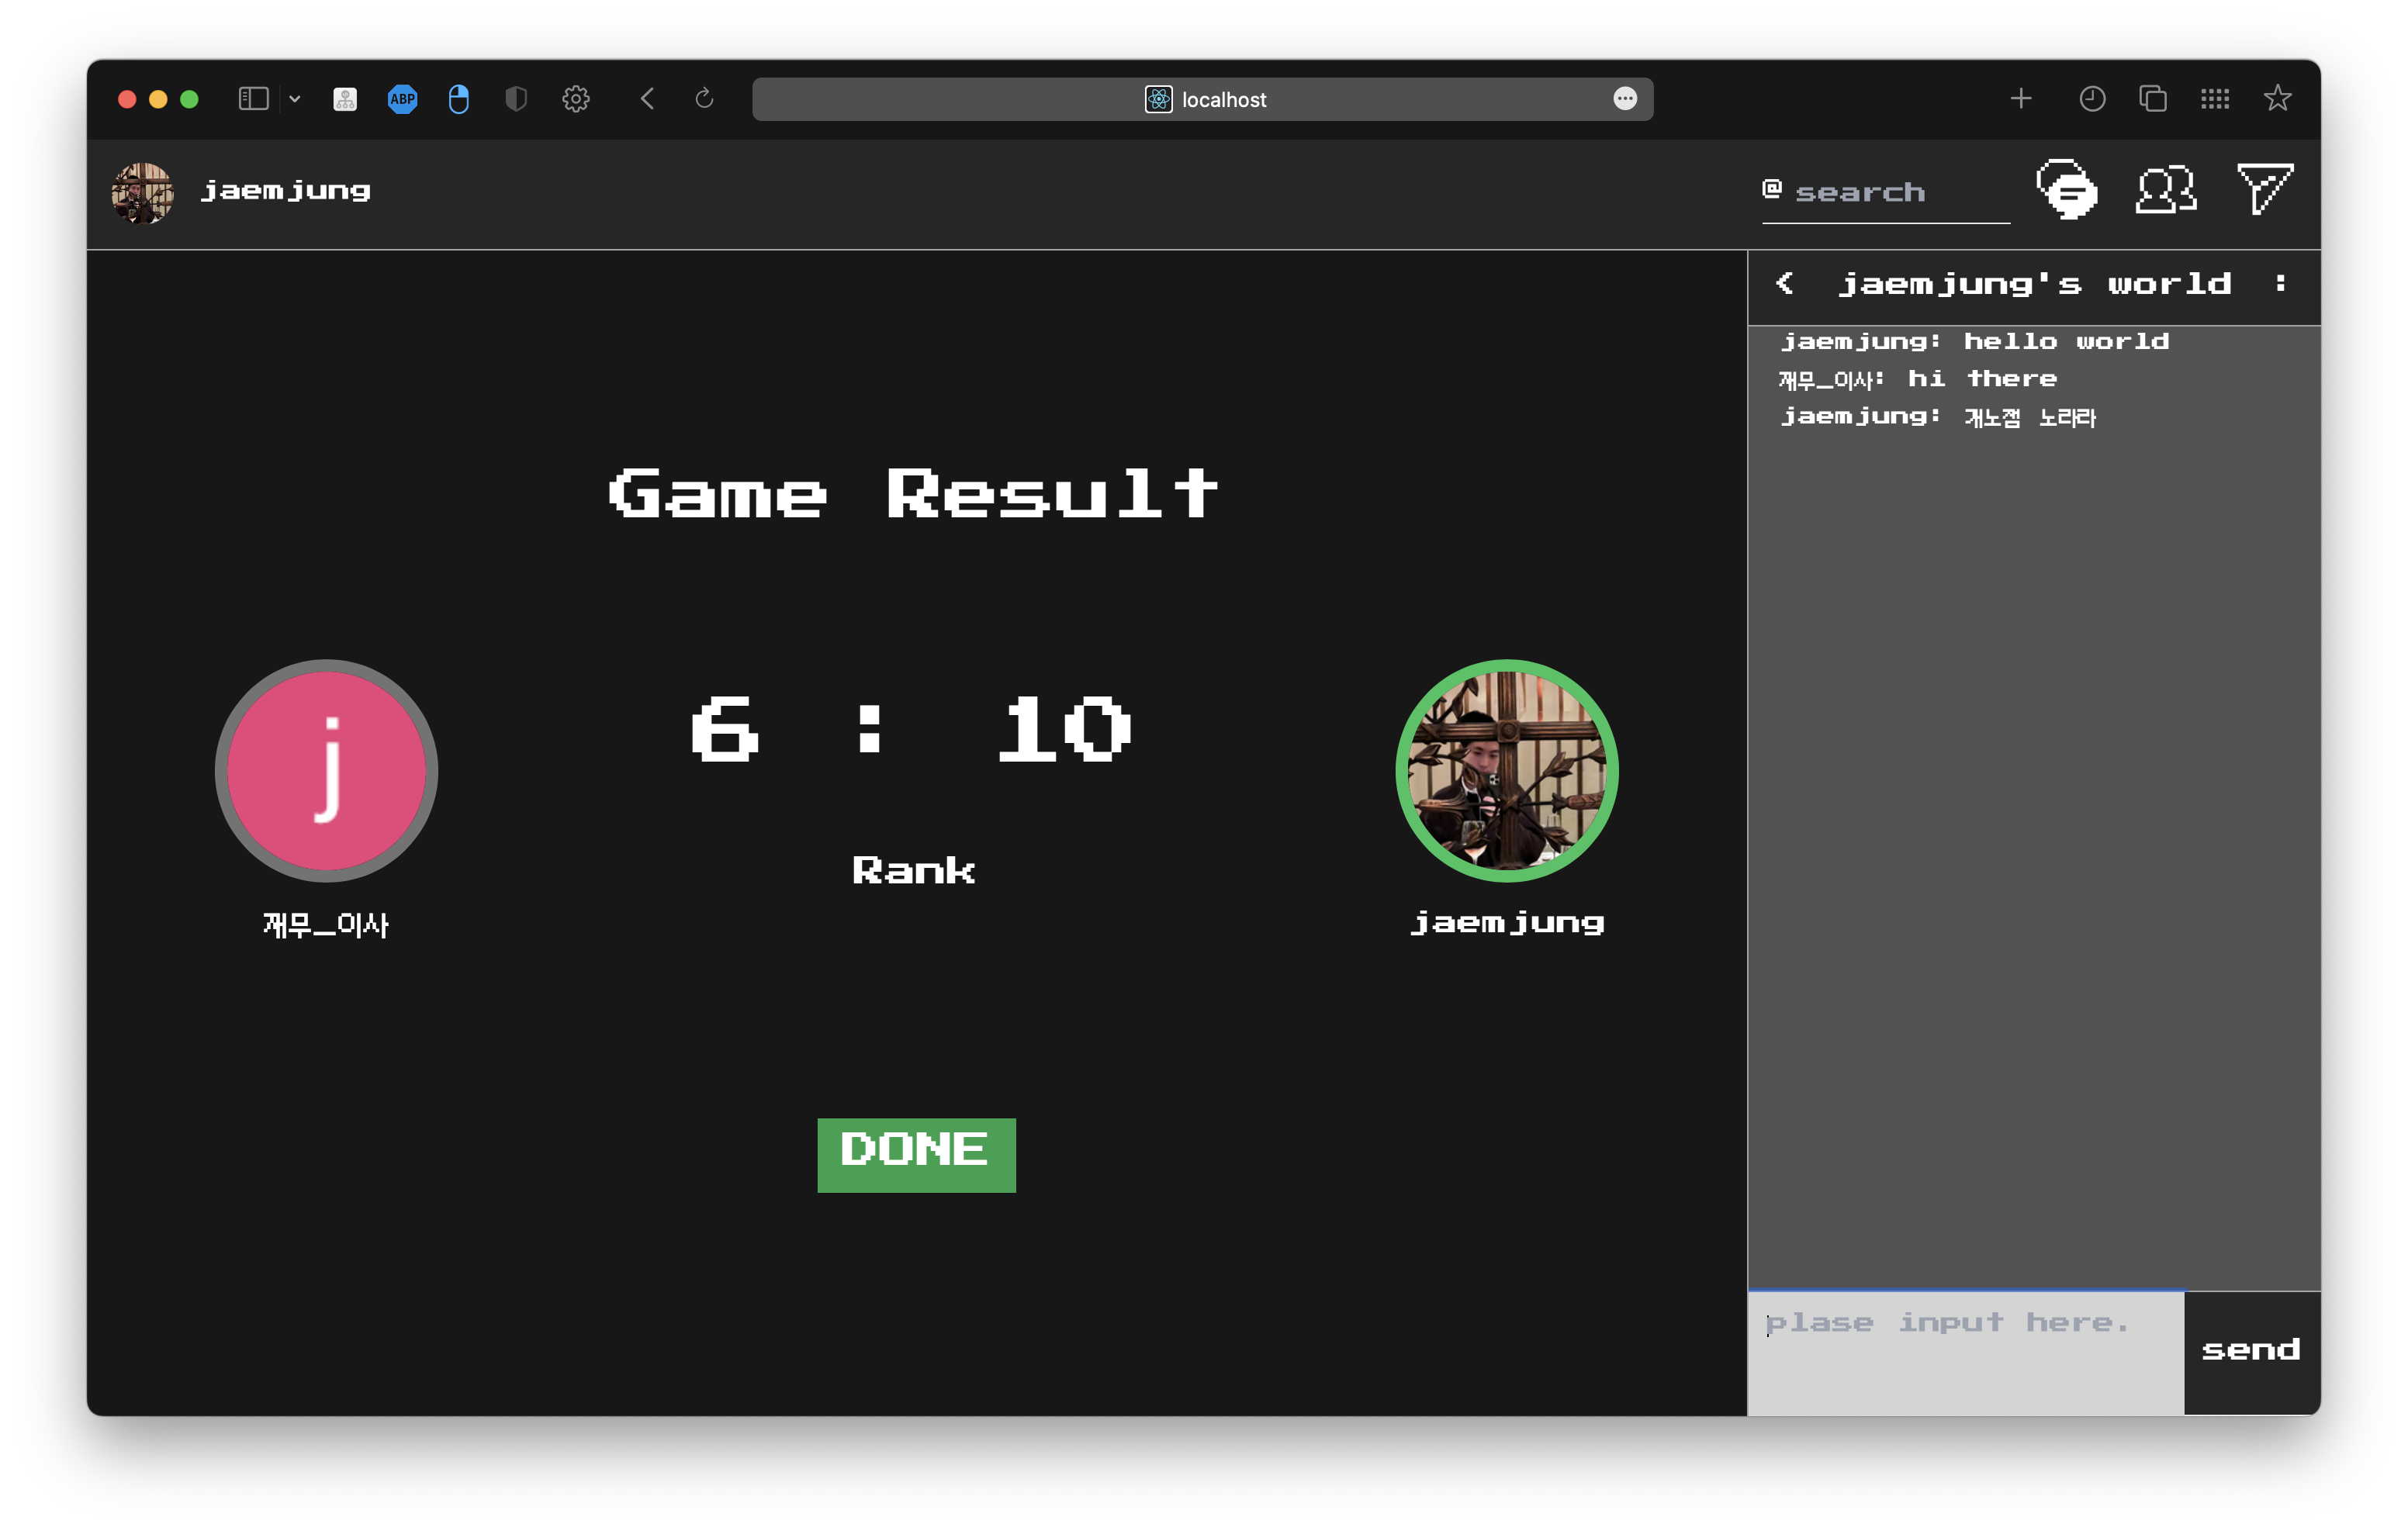 ABP
localhost
jaemjung
@ search
< jaemjung's world :
jaemjung: hello world
재무_이사: hi there
jaemjung: 개노잼 노라라
Game Result
j
6 : 10
Rank
재무_이사
jaemjung
DONE
plase input here.
send